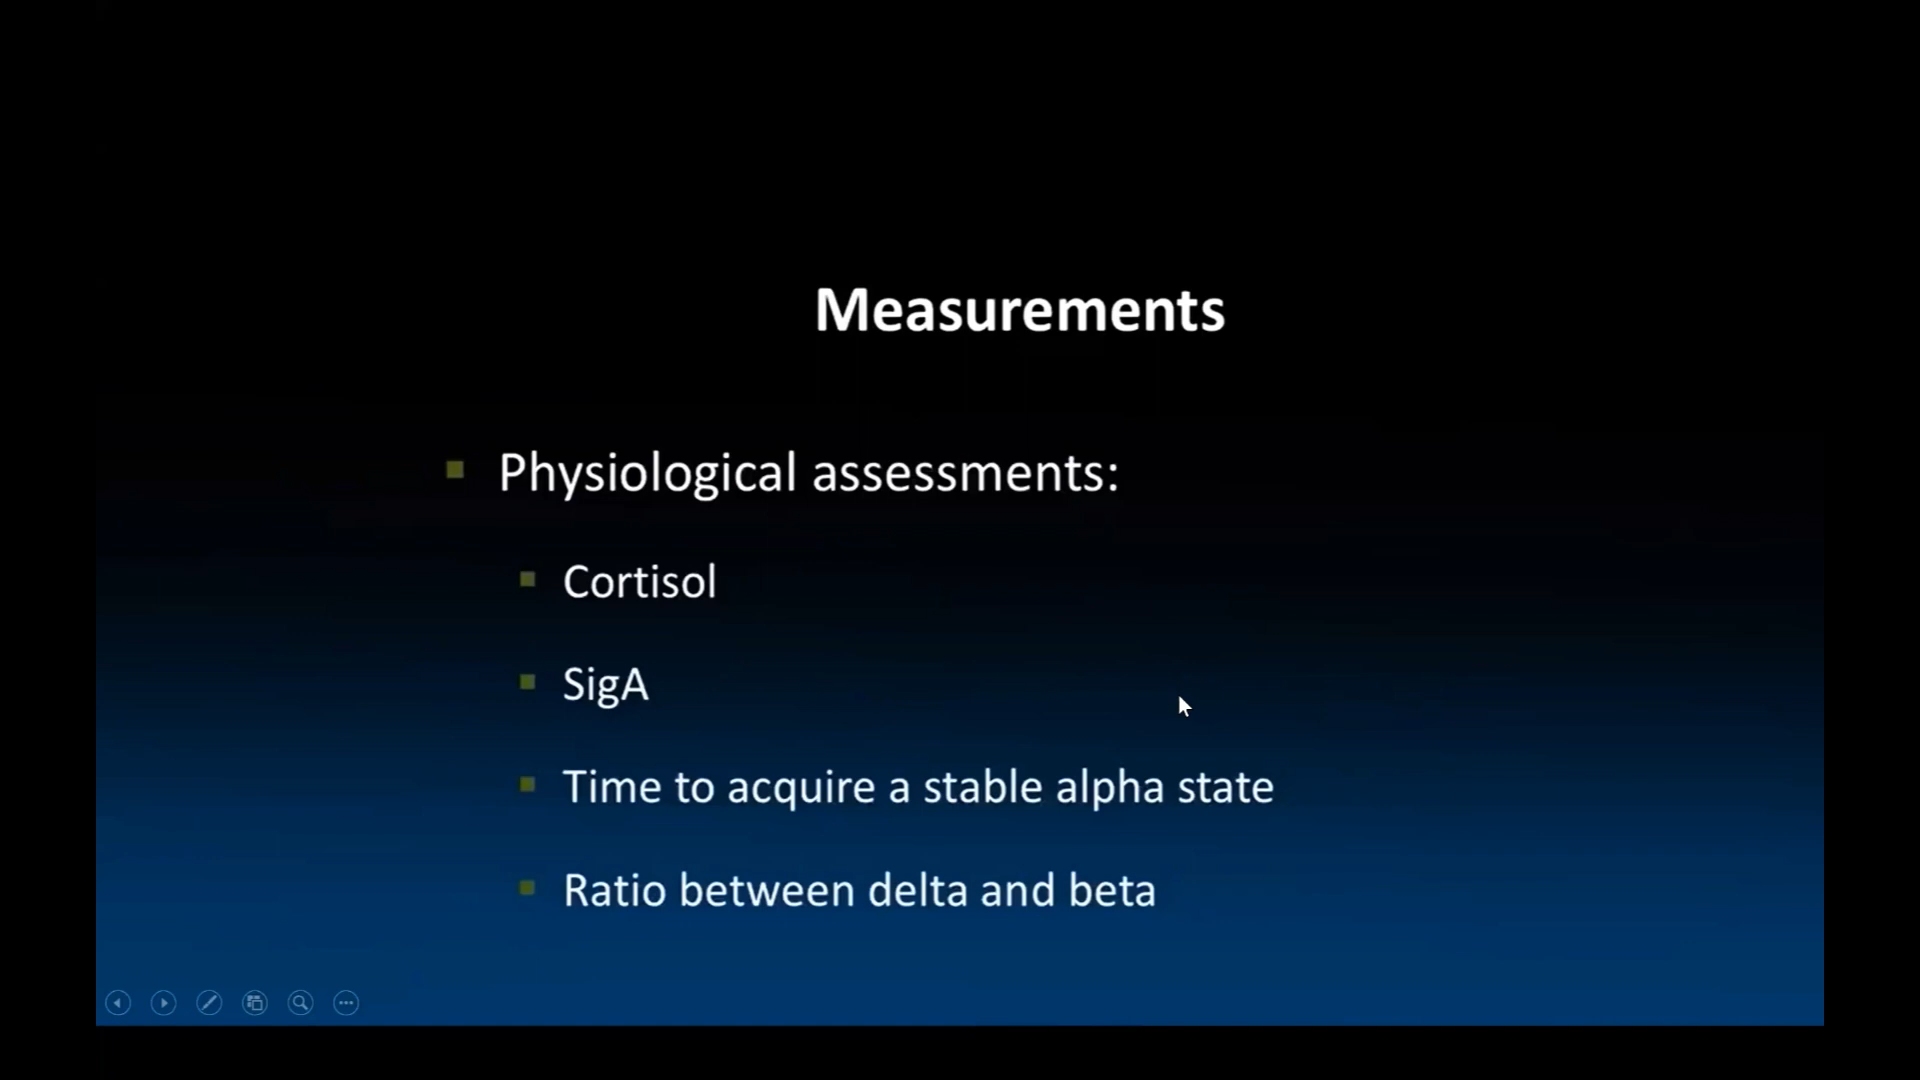 Measurements
Physiological assessments:
Cortisol
SigA
Time to acquire a stable alpha state
Ratio between delta and beta